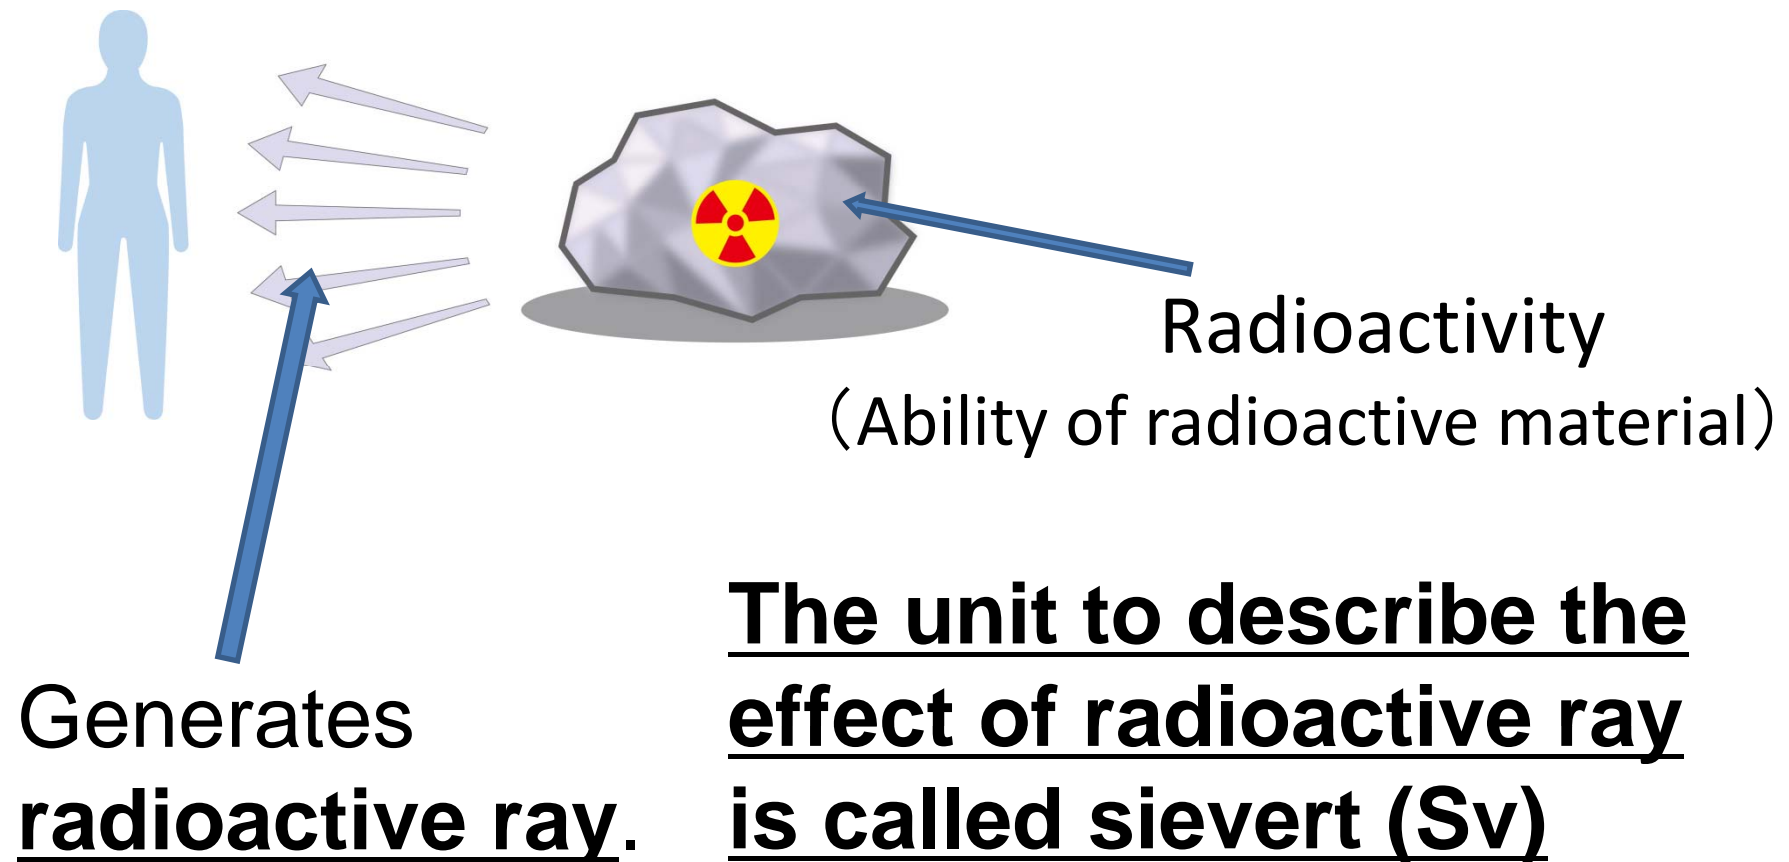 Radioactivity
（Ability of radioactive material）
Generates
radioactive ray.
The unit to describe the
effect of radioactive ray
is called sievert (Sv)